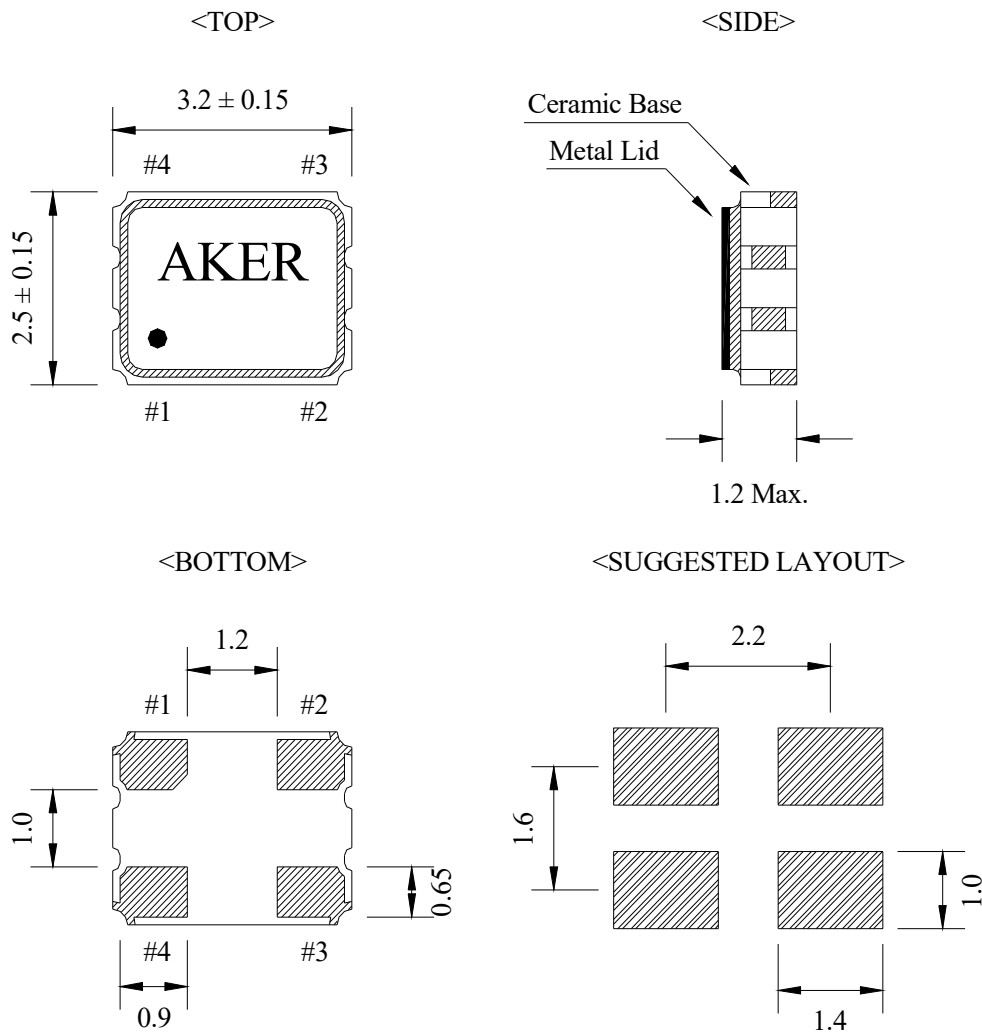 <TOP>
3.2 ± 0.15
#4
#3
2.5 ± 0.15
AKER
#1
#2
<SIDE>
Ceramic Base
Metal Lid
1.2 Max.
<BOTTOM>
1.2
#1
#2
1.0
0.65
#4
#3
0.9
<SUGGESTED LAYOUT>
2.2
1.6
1.0
1.4